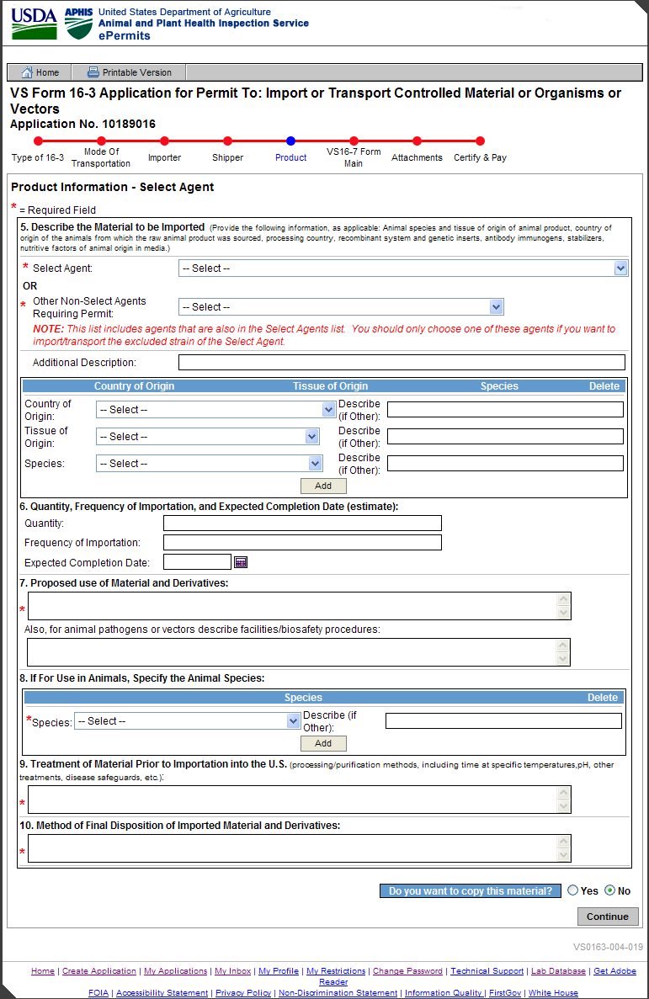 USDA APHIS United States Department of Agriculture
Animal and Plant Health Inspection Service
ePermits
Home Printable Version
VS Form 16-3 Application for Permit To: Import or Transport Controlled Material or Organisms or
Vectors
Application No. 10189016
Type of 16-3 Mode Of Transportation Importer Shipper Product VS16-7 Form Main Attachments Certify & Pay
Product Information - Select Agent
* = Required Field
5. Describe the Material to be Imported (Provide the following information, as applicable: Animal species and tissue of origin of animal product, country of
origin of the animals from which the raw animal product was sourced, processing country, recombinant system and genetic inserts, antibody immunogens, stabilizers,
nutritive factors of animal origin in media.)
* Select Agent: -- Select --
OR
* Other Non-Select Agents Requiring Permit: -- Select --
NOTE: This list includes agents that are also in the Select Agents list. You should only choose one of these agents if you want to
import/transport the excluded strain of the Select Agent.
Additional Description:
Country of Origin Tissue of Origin Species Delete
Country of Origin: -- Select -- Describe (if Other):
Tissue of Origin: -- Select -- Describe (if Other):
Species: -- Select -- Describe (if Other):
Add
6. Quantity, Frequency of Importation, and Expected Completion Date (estimate):
Quantity:
Frequency of Importation:
Expected Completion Date:
7. Proposed use of Material and Derivatives:
*
Also, for animal pathogens or vectors describe facilities/biosafety procedures:
8. If For Use in Animals, Specify the Animal Species:
Species Delete
*Species: -- Select -- Describe (if Other):
Add
9. Treatment of Material Prior to Importation into the U.S. (processing/purification methods, including time at specific temperatures,pH, other
treatments, disease safeguards, etc.):
*
10. Method of Final Disposition of Imported Material and Derivatives:
*
Do you want to copy this material? Yes No
Continue
VS0163-004-019
Home | Create Application | My Applications | My Inbox | My Profile | My Restrictions | Change Password | Technical Support | Lab Database | Get Adobe
Reader
FOIA | Accessibility Statement | Privacy Policy | Non-Discrimination Statement | Information Quality | FirstGov | White House